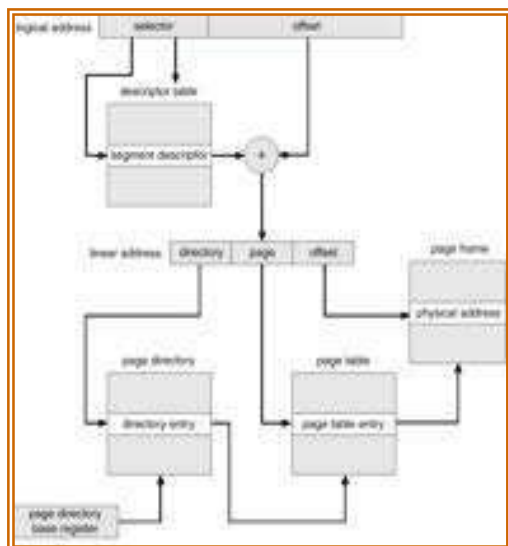 logical address
selector
offset
descriptor table
segment descriptor
+
linear address
directory
page
offset
page frame
physical address
page directory
page table
directory entry
page table entry
page directory
base register